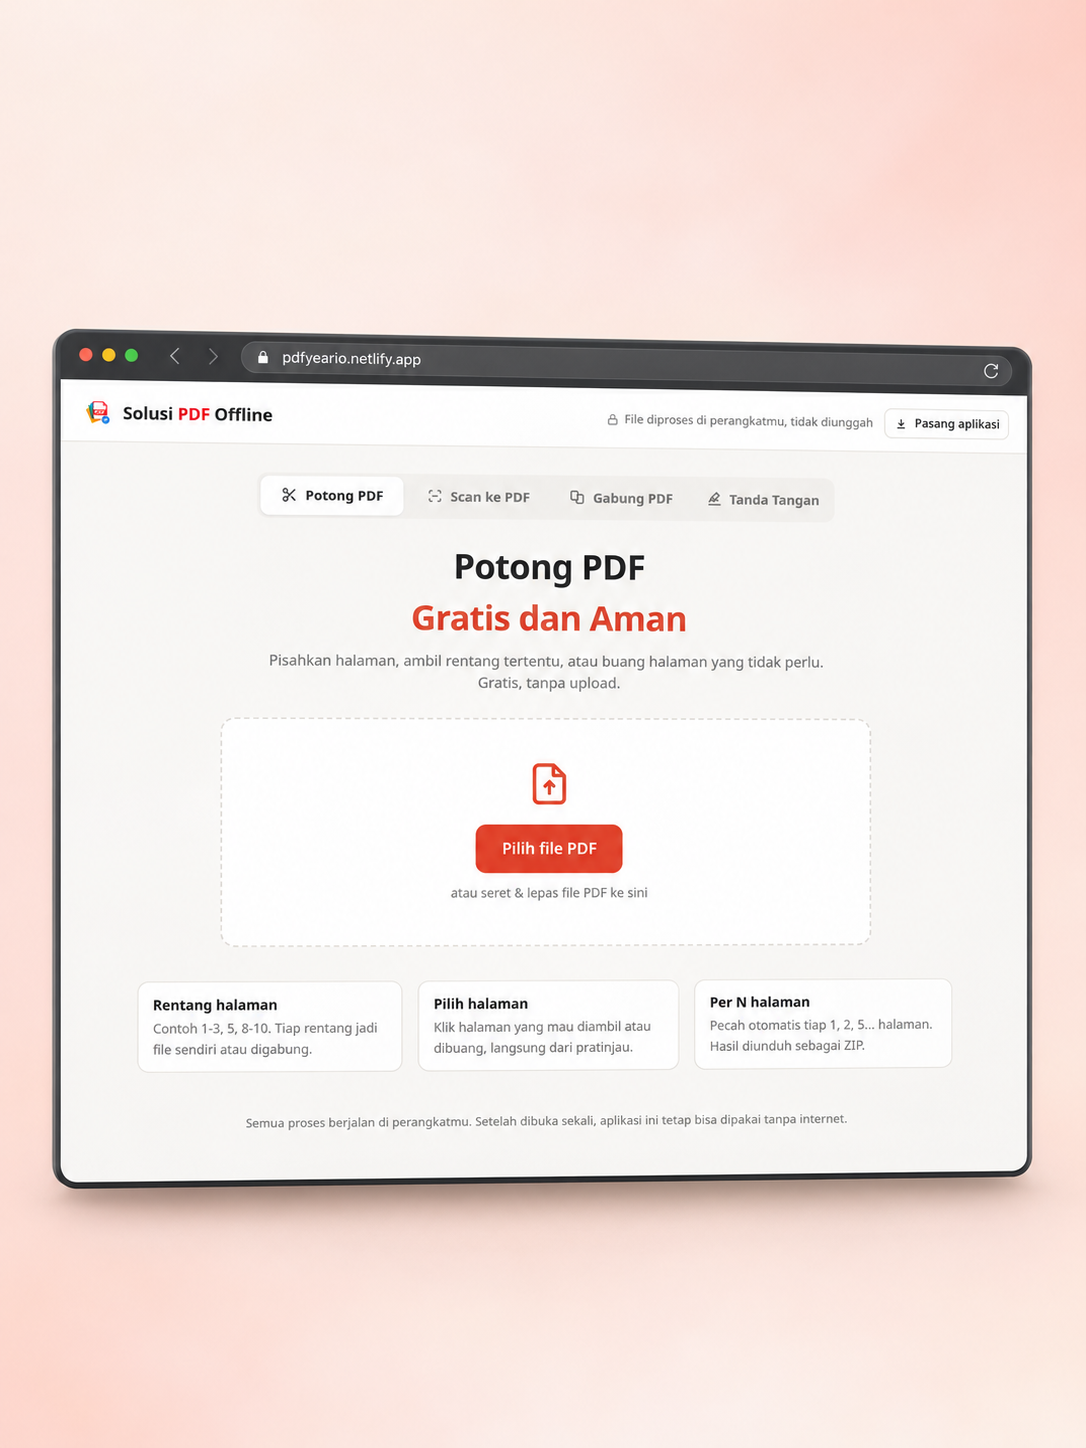 pdfyeario.netlify.app
Solusi PDF Offline
File diproses di perangkatmu, tidak diunggah
Pasang aplikasi
Potong PDF
Scan ke PDF
Gabung PDF
Tanda Tangan
Potong PDF
Gratis dan Aman
Pisahkan halaman, ambil rentang tertentu, atau buang halaman yang tidak perlu.
Gratis, tanpa upload.
Pilih file PDF
atau seret & lepas file PDF ke sini
Rentang halaman
Contoh 1-3, 5, 8-10. Tiap rentang jadi
file sendiri atau digabung.
Pilih halaman
Klik halaman yang mau diambil atau
dibuang, langsung dari pratinjau.
Per N halaman
Pecah otomatis tiap 1, 2, 5... halaman.
Hasil diunduh sebagai ZIP.
Semua proses berjalan di perangkatmu. Setelah dibuka sekali, aplikasi ini tetap bisa dipakai tanpa internet.